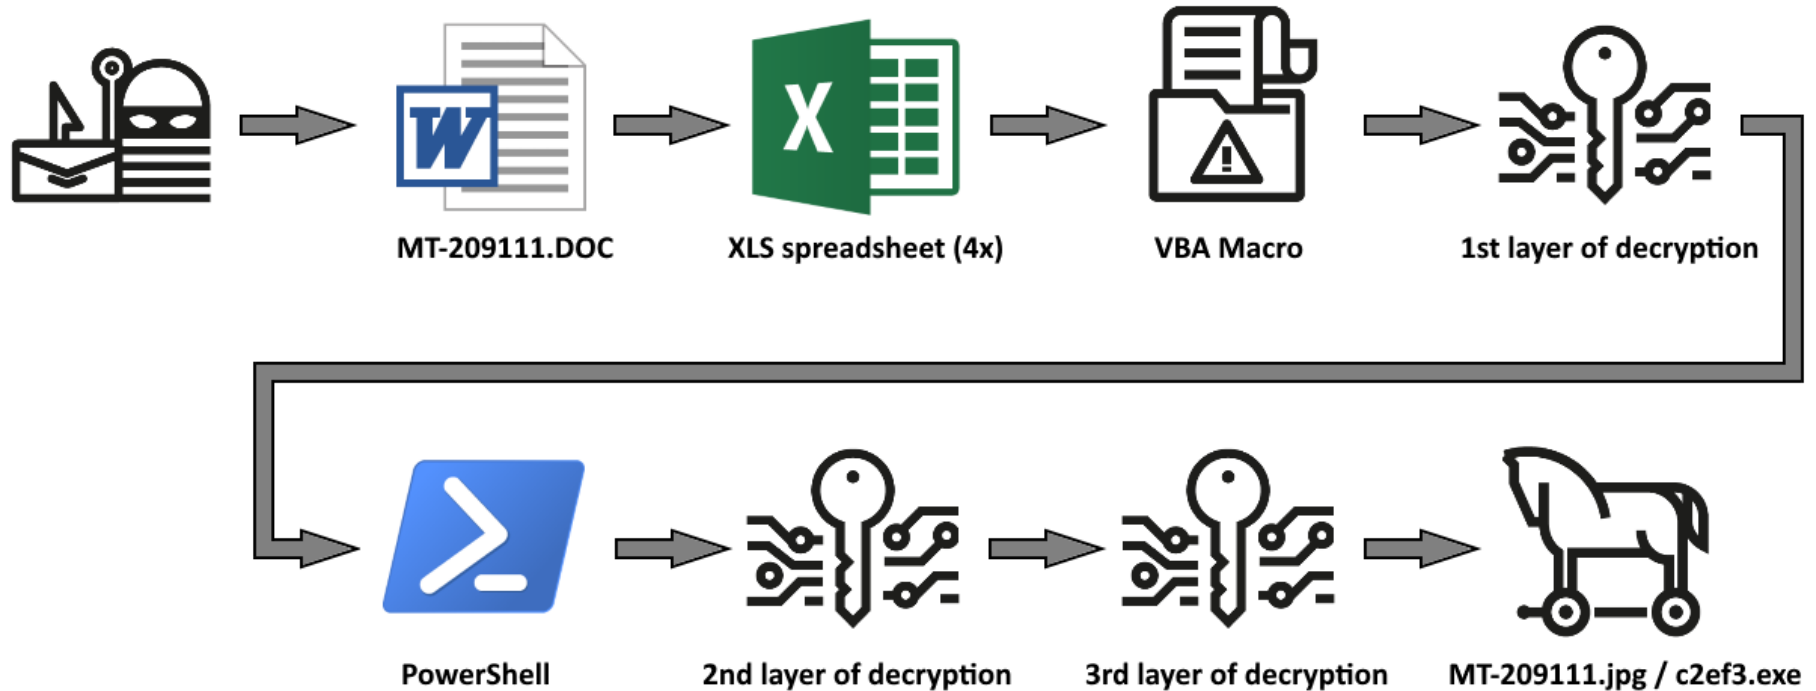 W
X
MT-209111.DOC
XLS spreadsheet (4x)
VBA Macro
1st layer of decryption
PowerShell
2nd layer of decryption
3rd layer of decryption
MT-209111.jpg / c2ef3.exe